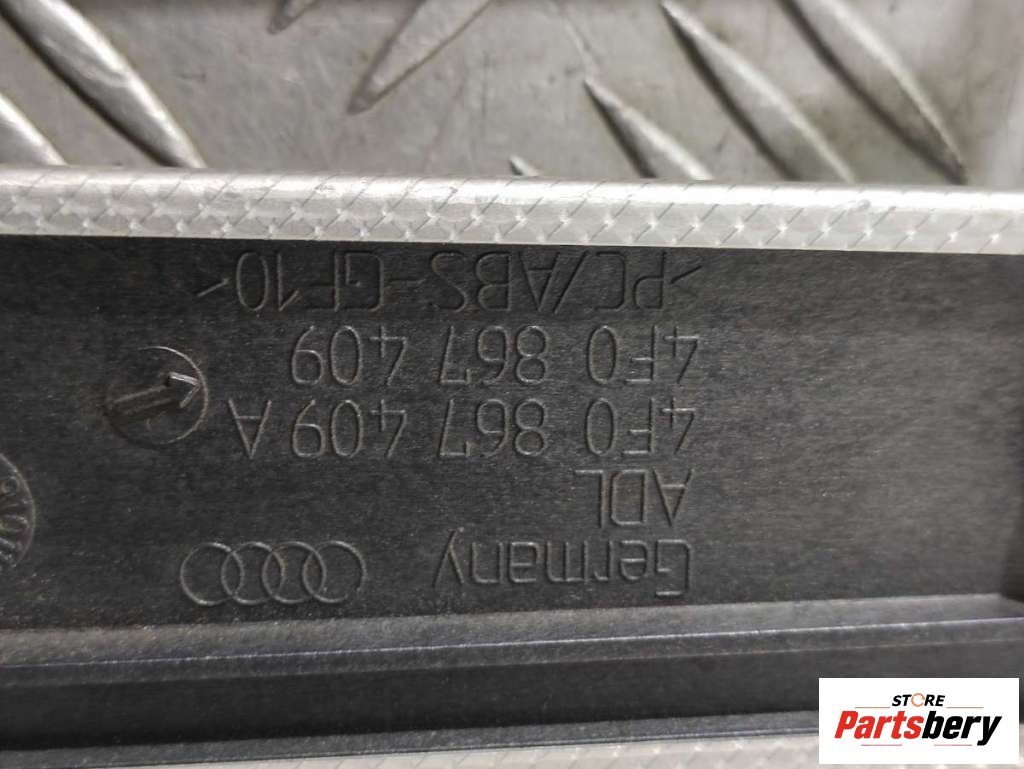 >PC/ABS-GF10<
4F0 867 409
4F0 867 409 A
ADL
Germany
STORE
Partsbery